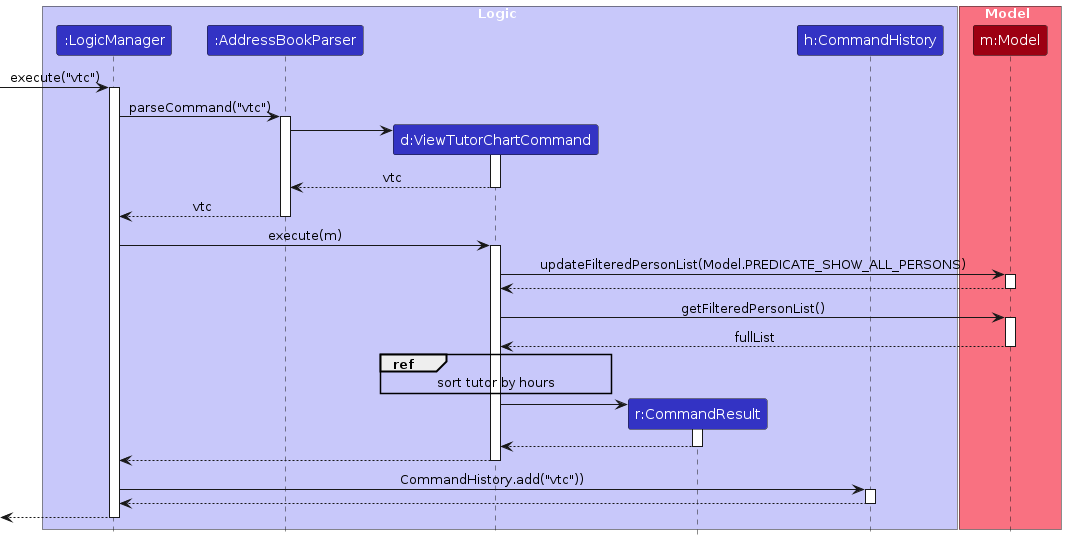 Logic
Model
:LogicManager
:AddressBookParser
h:CommandHistory
m:Model
execute("vtc")
parseCommand("vtc")
d:ViewTutorChartCommand
vtc
vtc
execute(m)
updateFilteredPersonList(Model.PREDICATE_SHOW_ALL_PERSONS)
getFilteredPersonList()
fullList
ref
sort tutor by hours
r:CommandResult
CommandHistory.add("vtc"))